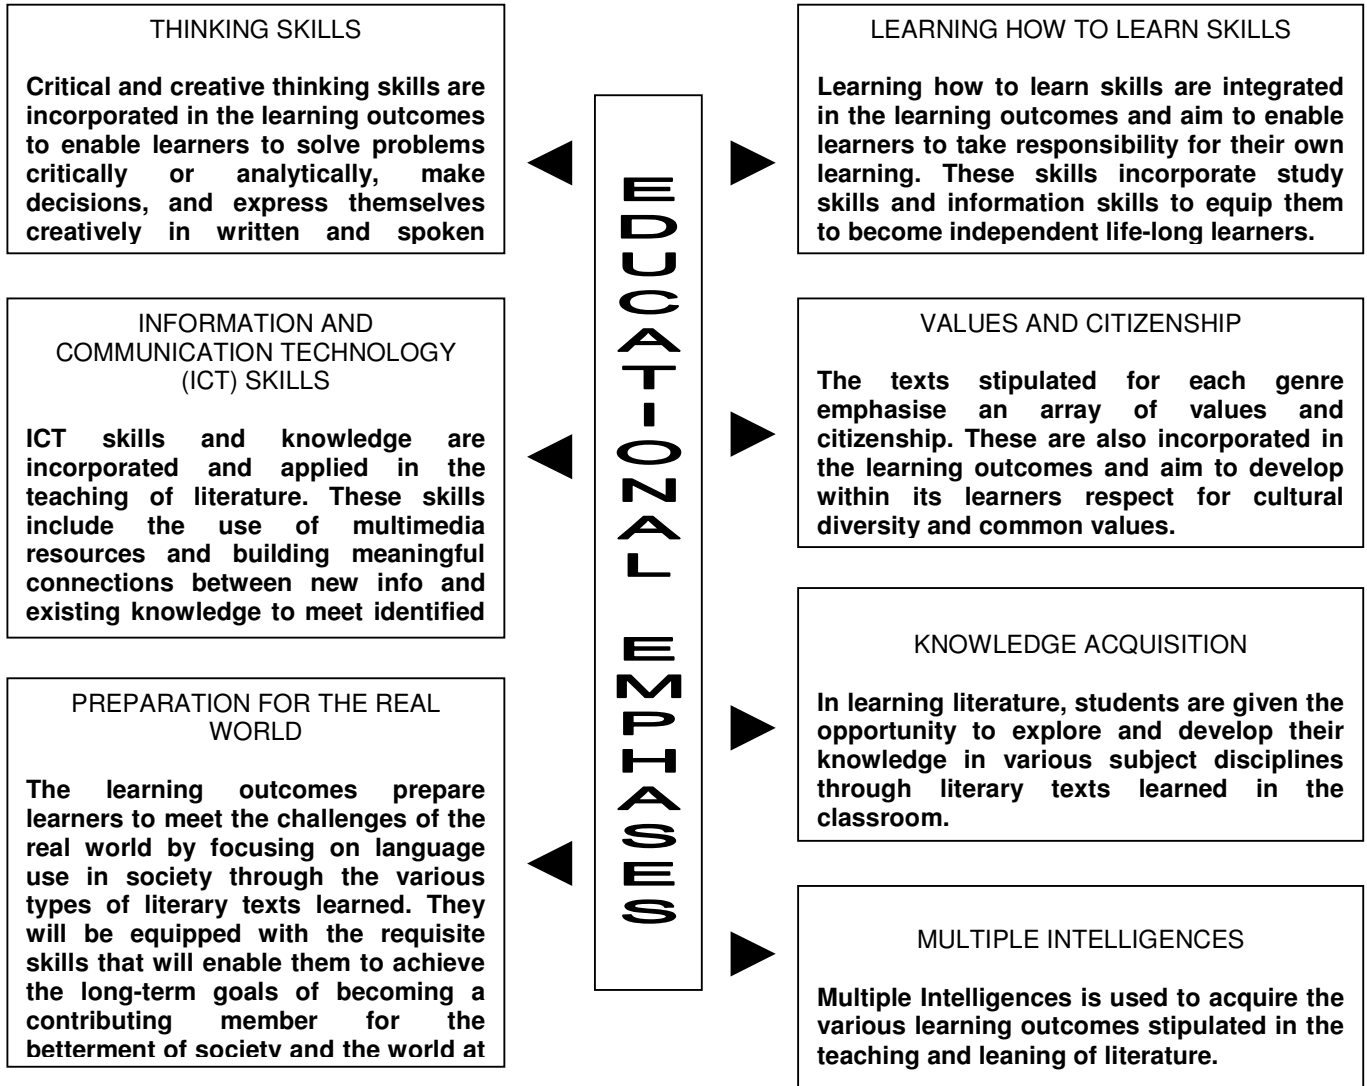 THINKING SKILLS
Critical and creative thinking skills are
incorporated in the learning outcomes
to enable learners to solve problems
critically or analytically, make
decisions, and express themselves
creatively in written and spoken
INFORMATION AND
COMMUNICATION TECHNOLOGY
(ICT) SKILLS
ICT skills and knowledge are
incorporated and applied in the
teaching of literature. These skills
include the use of multimedia
resources and building meaningful
connections between new info and
existing knowledge to meet identified
PREPARATION FOR THE REAL
WORLD
The learning outcomes prepare
learners to meet the challenges of the
real world by focusing on language
use in society through the various
types of literary texts learned. They
will be equipped with the requisite
skills that will enable them to achieve
the long-term goals of becoming a
contributing member for the
betterment of society and the world at
EDUCATIONAL EMPHASES
LEARNING HOW TO LEARN SKILLS
Learning how to learn skills are integrated
in the learning outcomes and aim to enable
learners to take responsibility for their own
learning. These skills incorporate study
skills and information skills to equip them
to become independent life-long learners.
VALUES AND CITIZENSHIP
The texts stipulated for each genre
emphasise an array of values and
citizenship. These are also incorporated in
the learning outcomes and aim to develop
within its learners respect for cultural
diversity and common values.
KNOWLEDGE ACQUISITION
In learning literature, students are given the
opportunity to explore and develop their
knowledge in various subject disciplines
through literary texts learned in the
classroom.
MULTIPLE INTELLIGENCES
Multiple Intelligences is used to acquire the
various learning outcomes stipulated in the
teaching and leaning of literature.